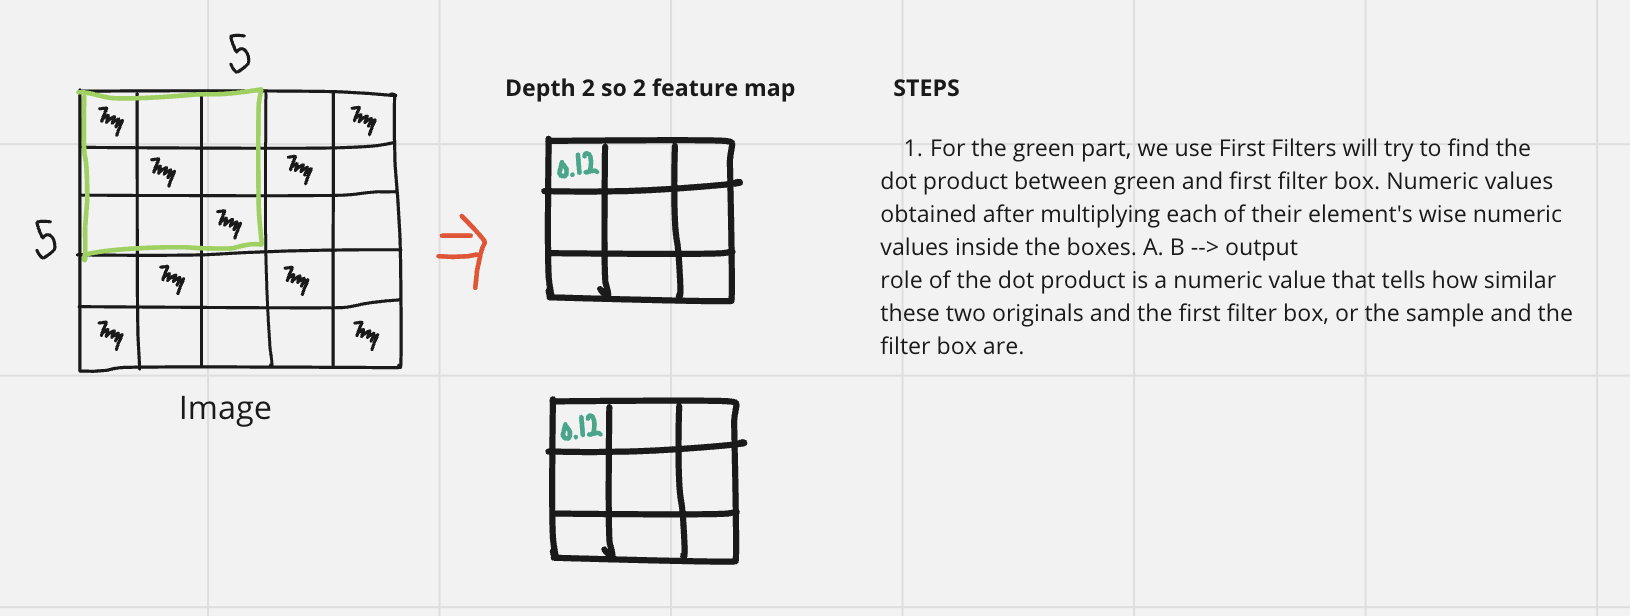 5
5
Image
Depth 2 so 2 feature map
0.12
0.12
STEPS
1. For the green part, we use First Filters will try to find the
dot product between green and first filter box. Numeric values
obtained after multiplying each of their element's wise numeric
values inside the boxes. A. B --> output
role of the dot product is a numeric value that tells how similar
these two originals and the first filter box, or the sample and the
filter box are.